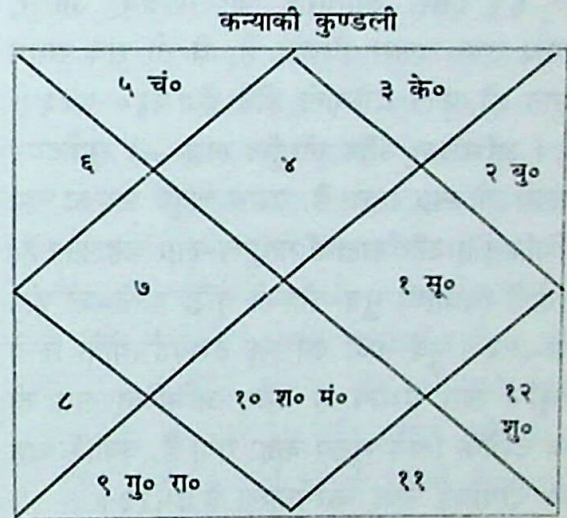 कन्याकी कुण्डली
५ चं०
३ के०
६
४
२ बु०
७
१ सू०
८
१० श० मं०
१२
शु०
९ गु० रा०
११